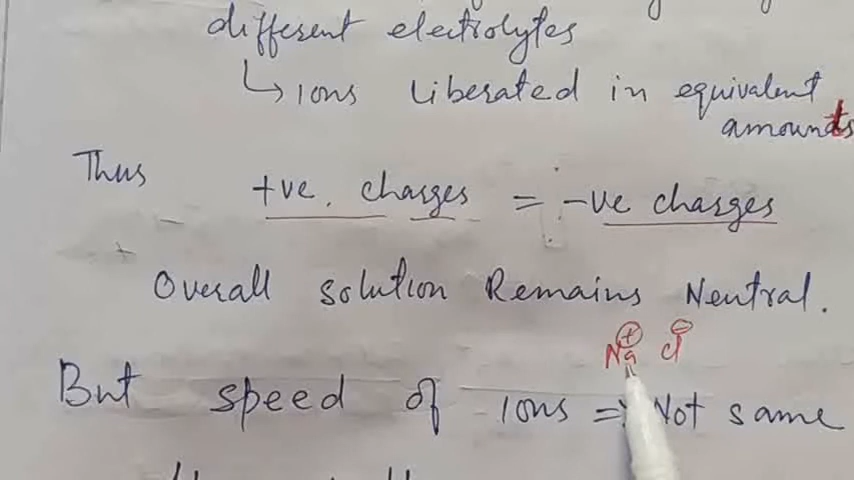 different electrolytes
↳ ions liberated in equivalent
amounts
Thus +ve. charges = -ve charges
Overall solution Remains Neutral.
Na⊕ Cl⊖
But speed of ions => Not same